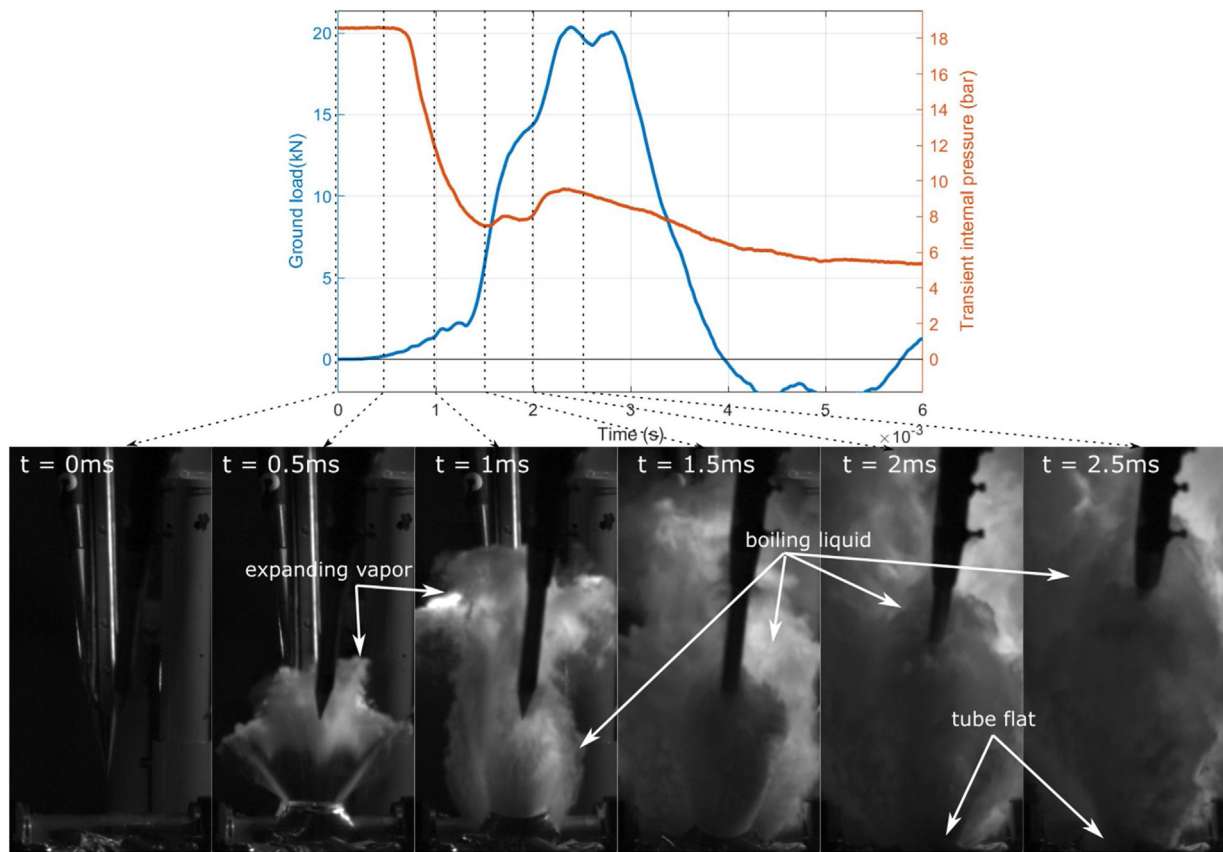 20
15
10
5
0
Ground load(kN)
18
16
14
12
10
8
6
4
2
0
Transient internal pressure (bar)
0
1
2
3
4
5
6
Time (s)
×10⁻³
t = 0ms
t = 0.5ms
t = 1ms
t = 1.5ms
t = 2ms
t = 2.5ms
expanding vapor
boiling liquid
tube flat